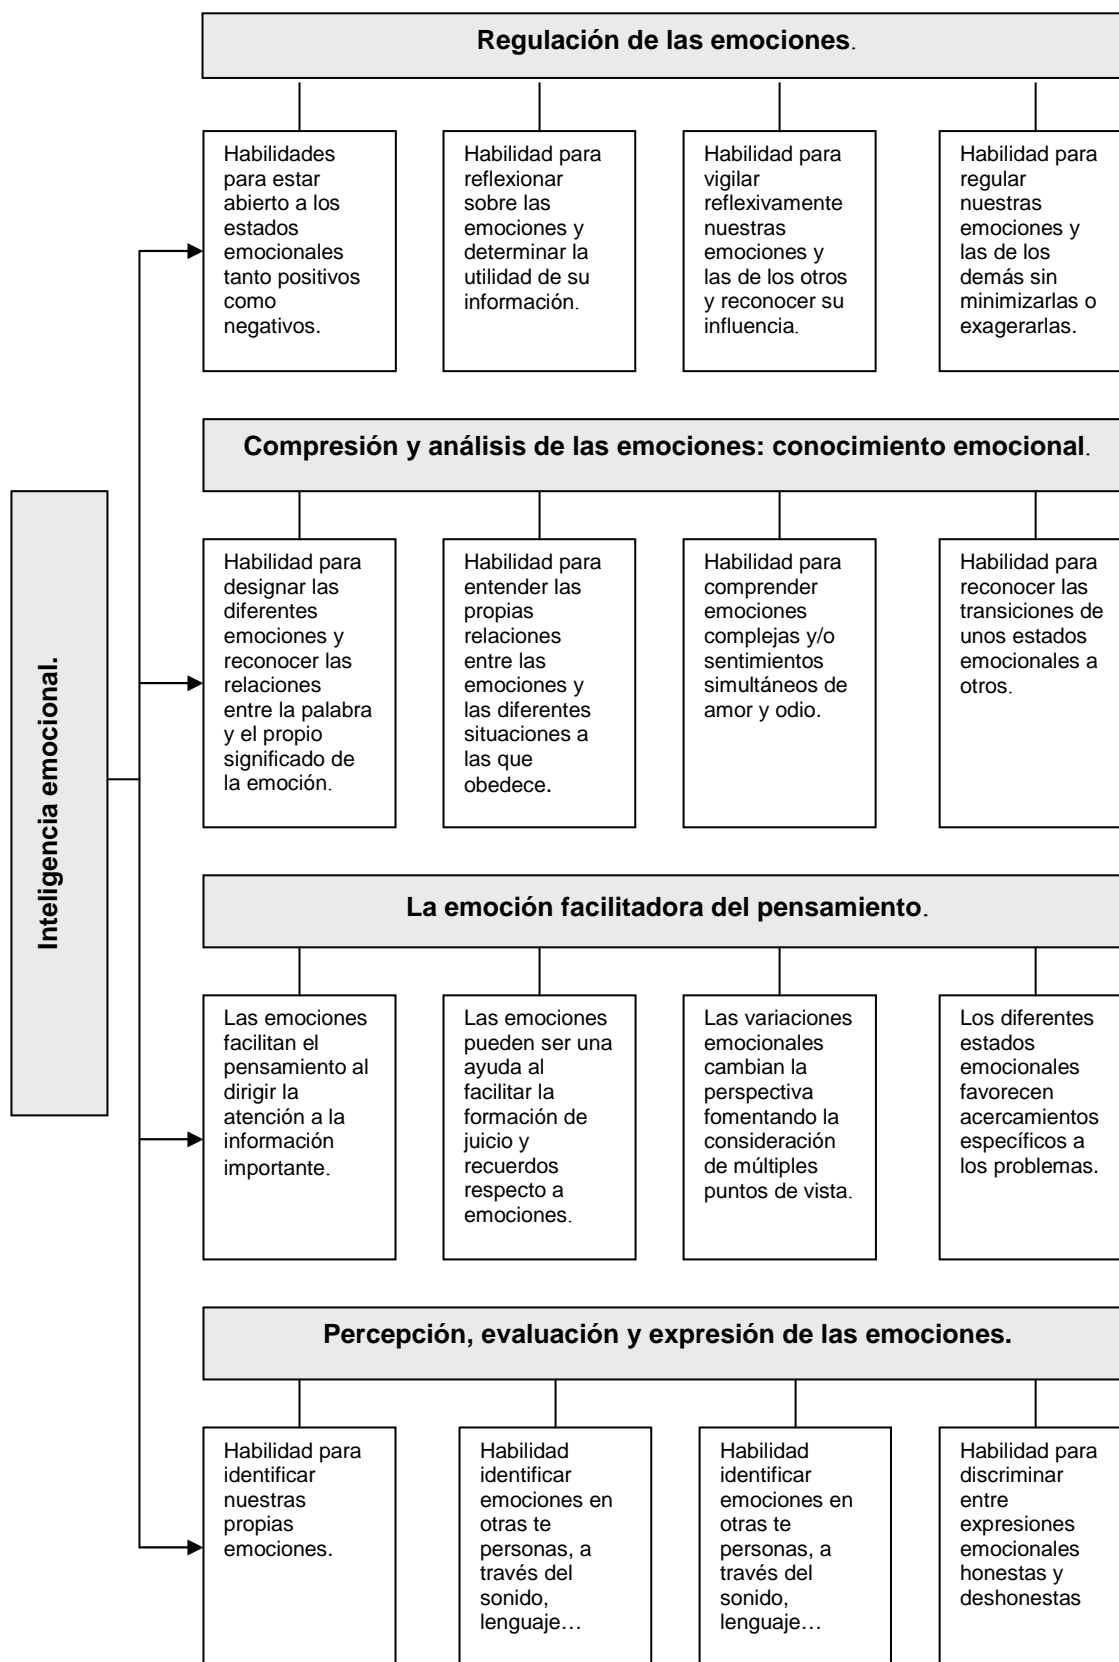 Regulación de las emociones.
Habilidades
para estar
abierto a los
estados
emocionales
tanto positivos
como
negativos.
Habilidad para
reflexionar
sobre las
emociones y
determinar la
utilidad de su
información.
Habilidad para
vigilar
reflexivamente
nuestras
emociones y
las de los otros
y reconocer su
influencia.
Habilidad para
regular
nuestras
emociones y
las de los
demás sin
minimizarlas o
exagerarlas.
Inteligencia emocional.
Compresión y análisis de las emociones: conocimiento emocional.
Habilidad para
designar las
diferentes
emociones y
reconocer las
relaciones
entre la palabra
y el propio
significado de
la emoción.
Habilidad para
entender las
propias
relaciones
entre las
emociones y
las diferentes
situaciones a
las que
obedece.
Habilidad para
comprender
emociones
complejas y/o
sentimientos
simultáneos de
amor y odio.
Habilidad para
reconocer las
transiciones de
unos estados
emocionales a
otros.
La emoción facilitadora del pensamiento.
Las emociones
facilitan el
pensamiento al
dirigir la
atención a la
información
importante.
Las emociones
pueden ser una
ayuda al
facilitar la
formación de
juicio y
recuerdos
respecto a
emociones.
Las variaciones
emocionales
cambian la
perspectiva
fomentando la
consideración
de múltiples
puntos de vista.
Los diferentes
estados
emocionales
favorecen
acercamientos
específicos a
los problemas.
Percepción, evaluación y expresión de las emociones.
Habilidad para
identificar
nuestras
propias
emociones.
Habilidad
identificar
emociones en
otras te
personas, a
través del
sonido,
lenguaje…
Habilidad
identificar
emociones en
otras te
personas, a
través del
sonido,
lenguaje…
Habilidad para
discriminar
entre
expresiones
emocionales
honestas y
deshonestas